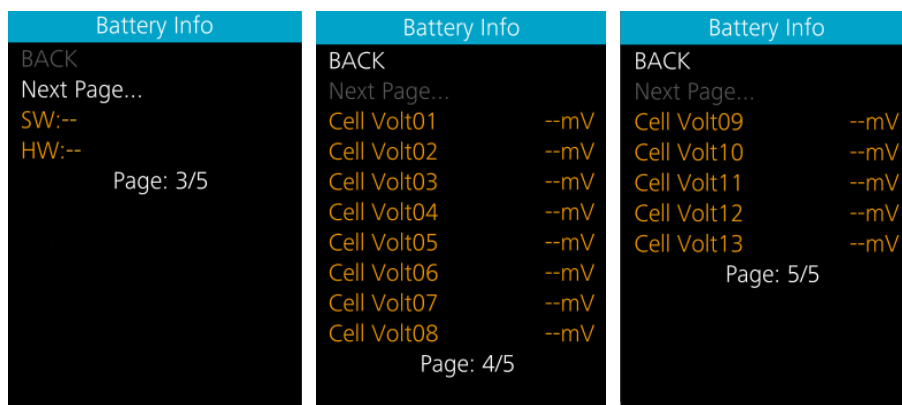 Battery Info
BACK
Next Page...
SW:--
HW:--
Page: 3/5
Battery Info
BACK
Next Page...
Cell Volt01 --mV
Cell Volt02 --mV
Cell Volt03 --mV
Cell Volt04 --mV
Cell Volt05 --mV
Cell Volt06 --mV
Cell Volt07 --mV
Cell Volt08 --mV
Page: 4/5
Battery Info
BACK
Next Page...
Cell Volt09 --mV
Cell Volt10 --mV
Cell Volt11 --mV
Cell Volt12 --mV
Cell Volt13 --mV
Page: 5/5